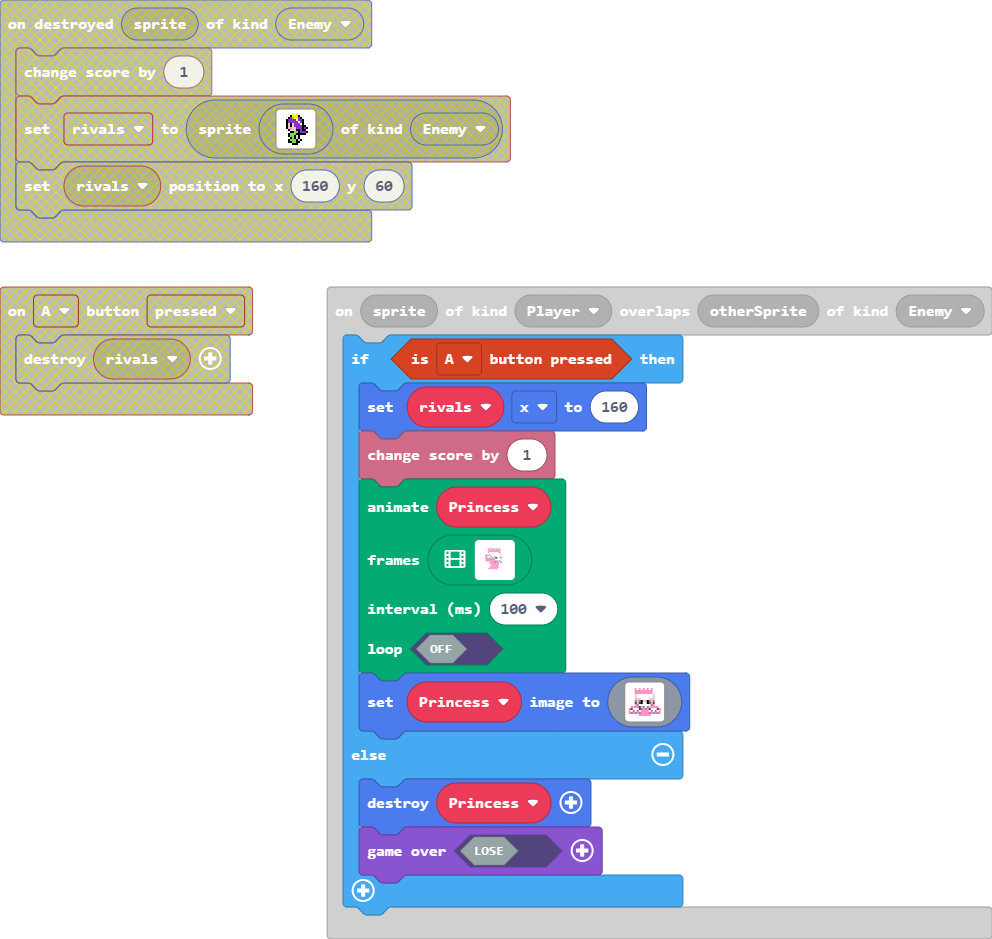 on destroyed sprite of kind Enemy
change score by 1
set rivals to sprite of kind Enemy
set rivals position to x 160 y 60
on A button pressed
destroy rivals
on sprite of kind Player overlaps otherSprite of kind Enemy
if is A button pressed then
set rivals x to 160
change score by 1
animate Princess
frames
interval (ms) 100
loop OFF
set Princess image to
else
destroy Princess
game over LOSE